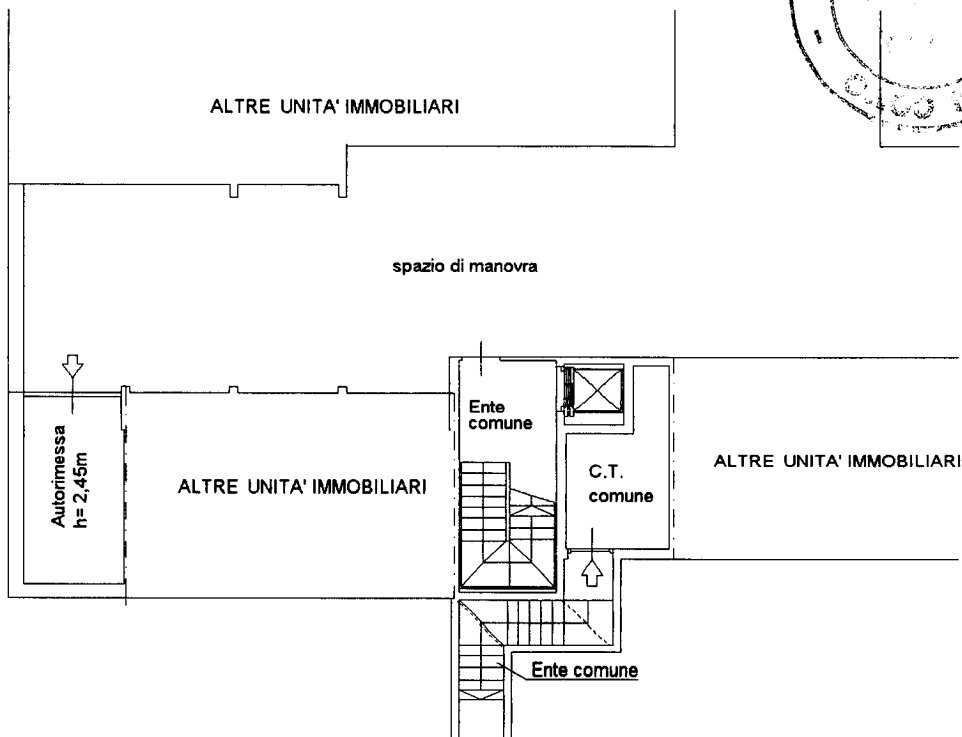 ALTRE UNITA' IMMOBILIARI
spazio di manovra
Ente
comune
Autorimessa
h= 2,45m
ALTRE UNITA' IMMOBILIARI
C.T.
comune
ALTRE UNITA' IMMOBILIARI
Ente comune